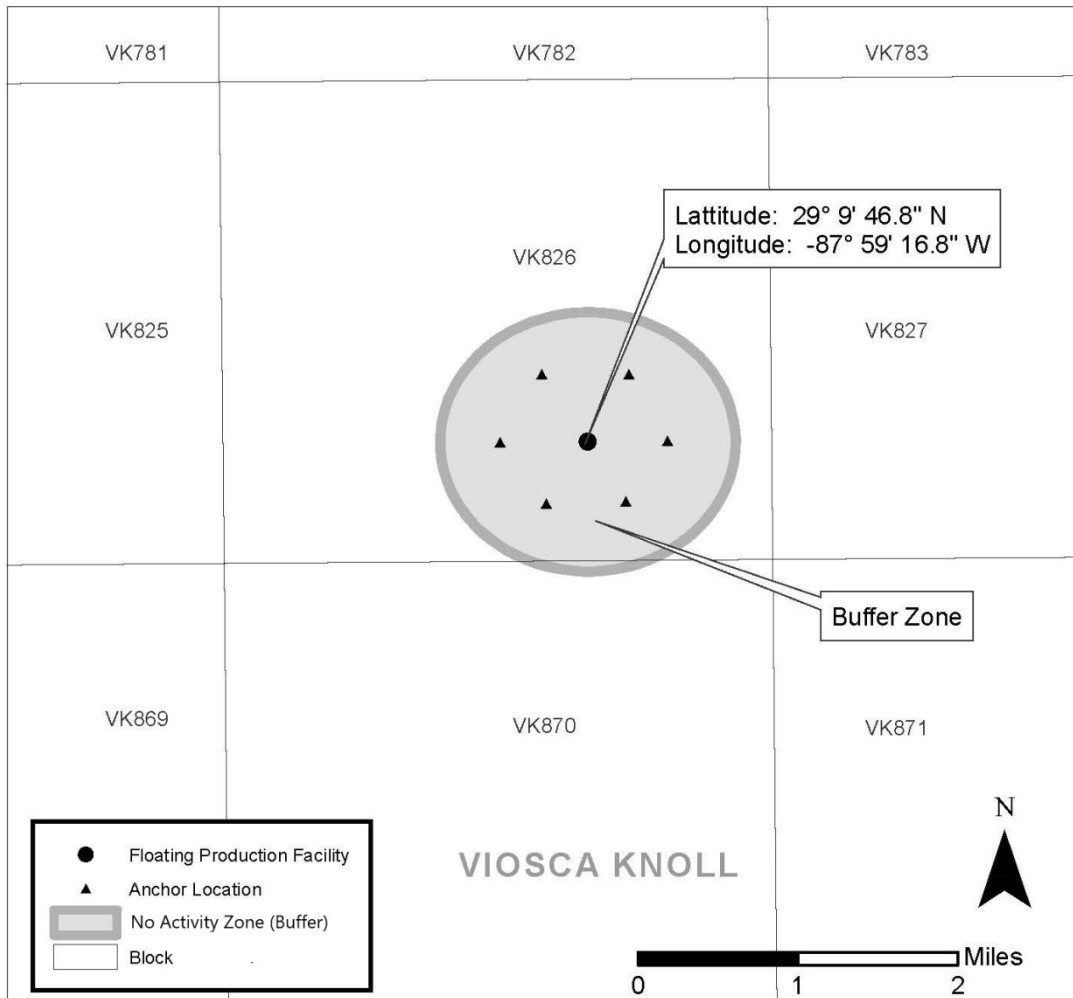 VK781
VK782
VK783
Lattitude:  29° 9' 46.8" N
Longitude:  -87° 59' 16.8" W
VK826
VK825
VK827
Buffer Zone
VK869
VK870
VK871
N
VIOSCA KNOLL
Floating Production Facility
Anchor Location
No Activity Zone (Buffer)
Block
Miles
0 1 2